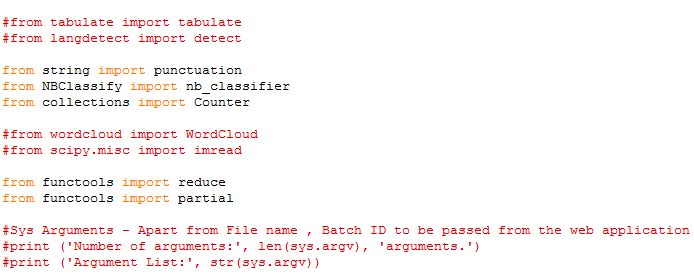 #from tabulate import tabulate
#from langdetect import detect
from string import punctuation
from NBClassify import nb_classifier
from collections import Counter
#from wordcloud import WordCloud
#from scipy.misc import imread
from functools import reduce
from functools import partial
#Sys Arguments - Apart from File name , Batch ID to be passed from the web application
#print ('Number of arguments:', len(sys.argv), 'arguments.')
#print ('Argument List:', str(sys.argv))